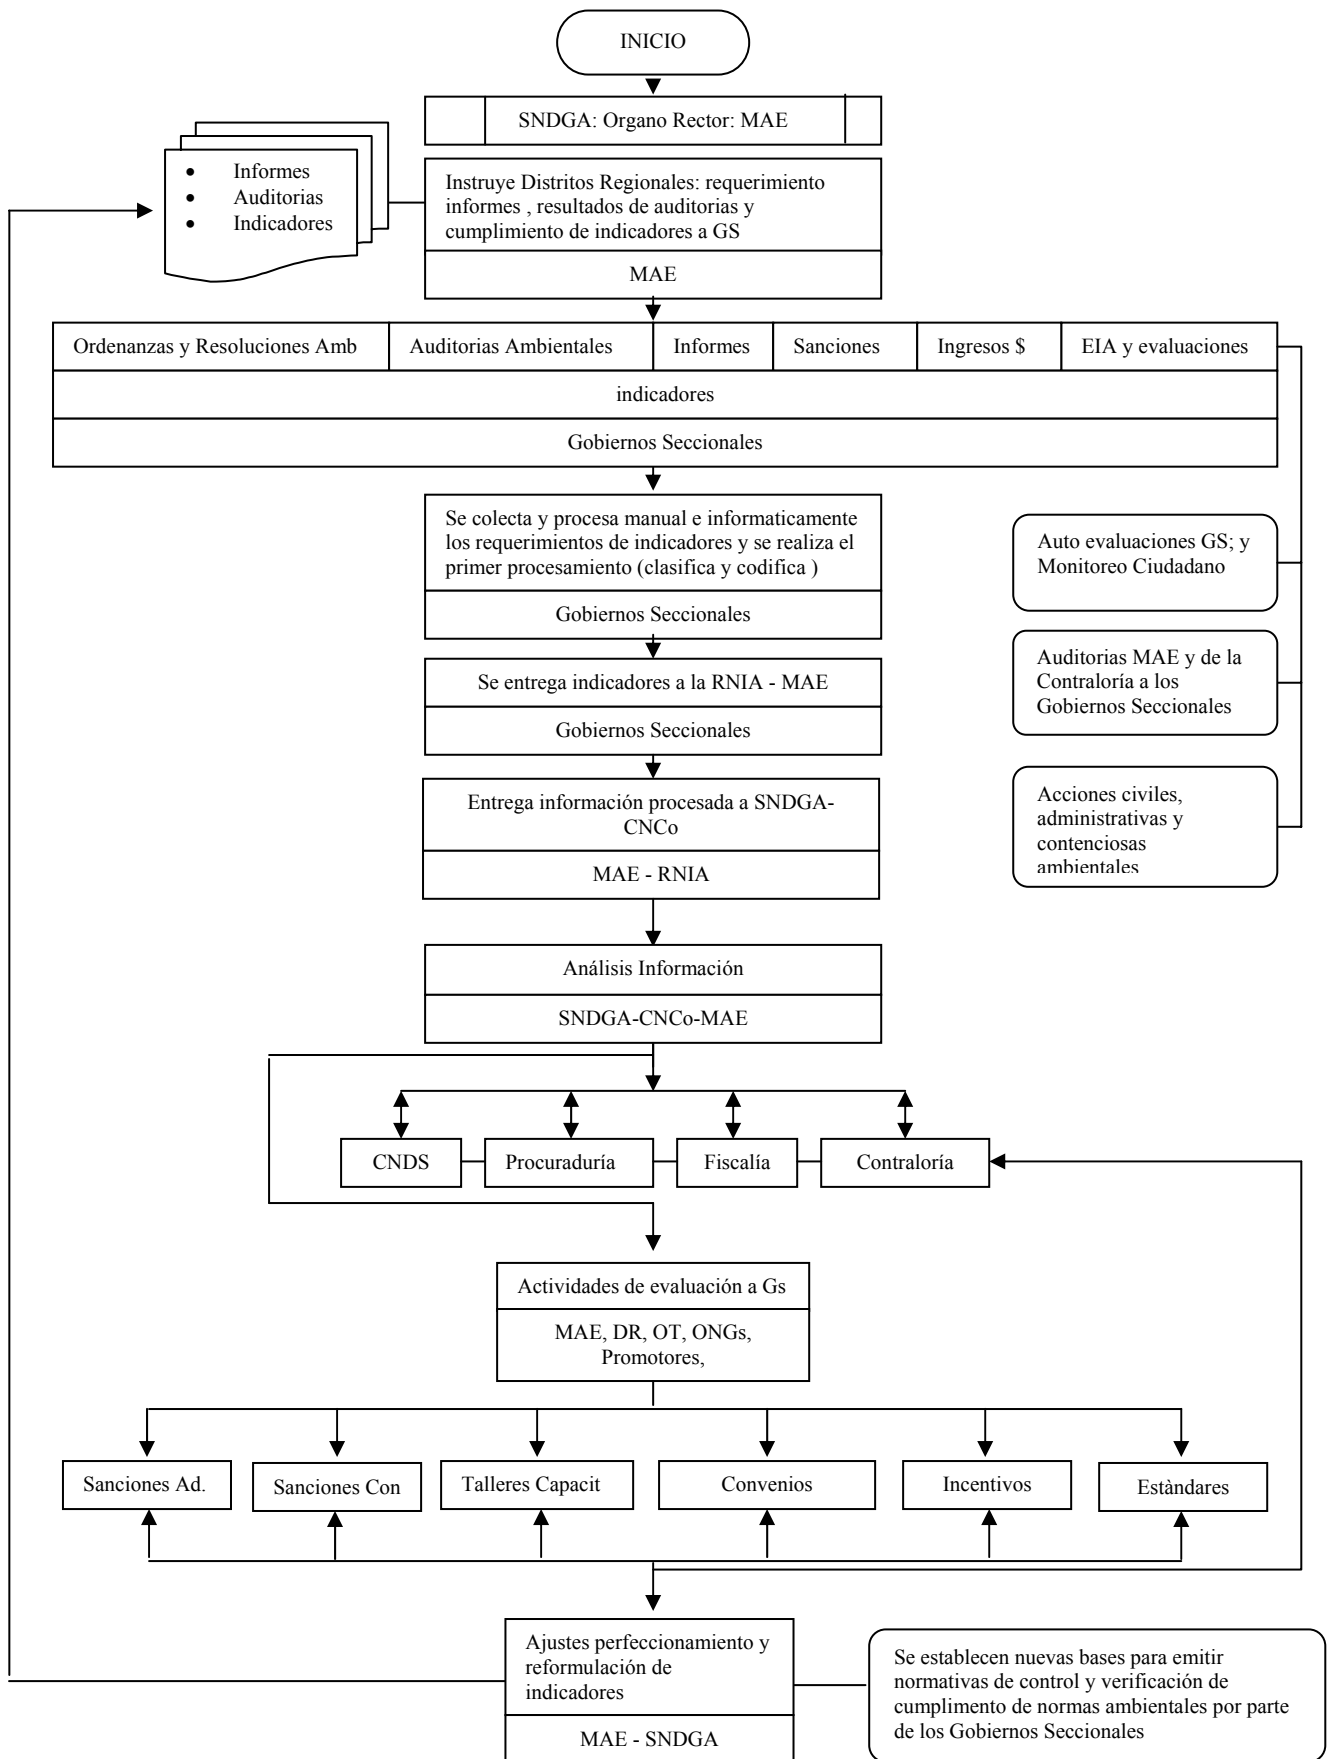 INICIO
SNDGA: Organo Rector: MAE
• Informes
• Auditorias
• Indicadores
Instruye Distritos Regionales: requerimiento
informes , resultados de auditorias y
cumplimiento de indicadores a GS
MAE
Ordenanzas y Resoluciones Amb
Auditorias Ambientales
Informes
Sanciones
Ingresos $
EIA y evaluaciones
indicadores
Gobiernos Seccionales
Se colecta y procesa manual e informaticamente
los requerimientos de indicadores y se realiza el
primer procesamiento (clasifica y codifica )
Gobiernos Seccionales
Auto evaluaciones GS; y
Monitoreo Ciudadano
Se entrega indicadores a la RNIA - MAE
Gobiernos Seccionales
Auditorias MAE y de la
Contraloría a los
Gobiernos Seccionales
Entrega información procesada a SNDGA-
CNCo
MAE - RNIA
Acciones civiles,
administrativas y
contenciosas
ambientales
Análisis Información
SNDGA-CNCo-MAE
CNDS
Procuraduría
Fiscalía
Contraloría
Actividades de evaluación a Gs
MAE, DR, OT, ONGs,
Promotores,
Sanciones Ad.
Sanciones Con
Talleres Capacit
Convenios
Incentivos
Estàndares
Ajustes perfeccionamiento y
reformulación de
indicadores
MAE - SNDGA
Se establecen nuevas bases para emitir
normativas de control y verificación de
cumplimento de normas ambientales por parte
de los Gobiernos Seccionales